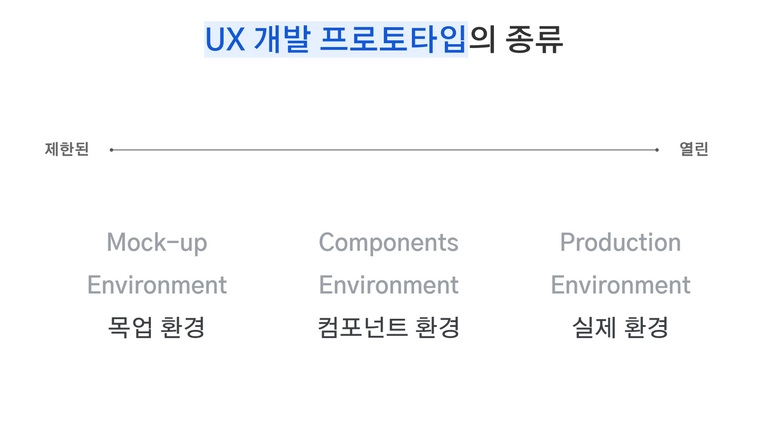 UX 개발 프로토타입의 종류
제한된
열린
Mock-up
Environment
목업 환경
Components
Environment
컴포넌트 환경
Production
Environment
실제 환경